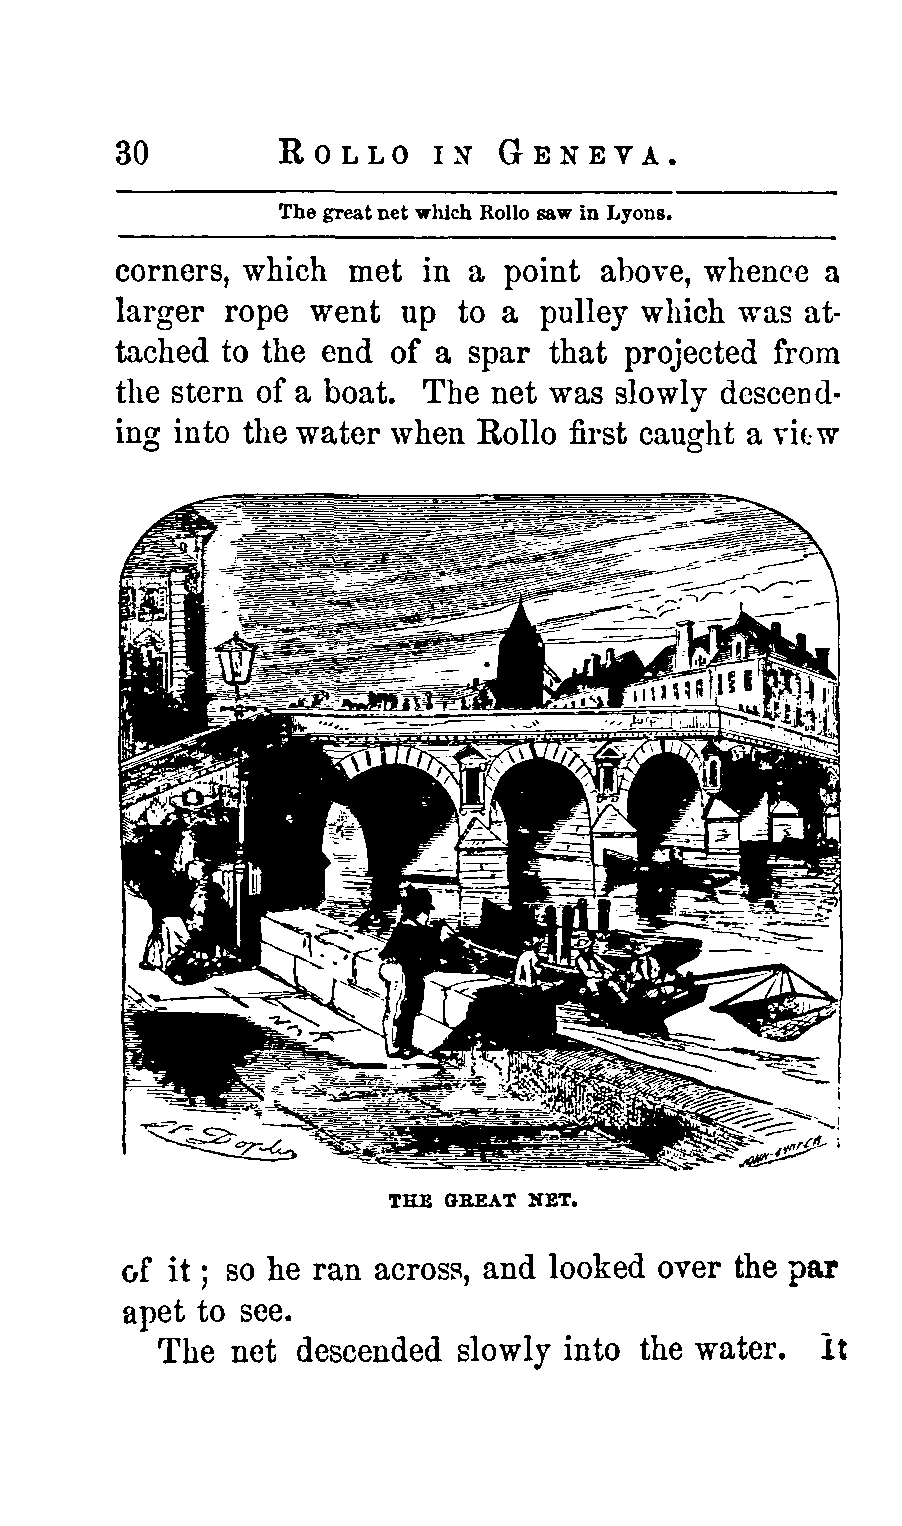 30 ROLLO IN GENEVA.
The great net which Rollo saw in Lyons.
corners, which met in a point above, whence a
larger rope went up to a pulley which was at-
tached to the end of a spar that projected from
the stern of a boat. The net was slowly descend-
ing into the water when Rollo first caught a view
THE GREAT NET.
of it; so he ran across, and looked over the par
apet to see.
The net descended slowly into the water. It